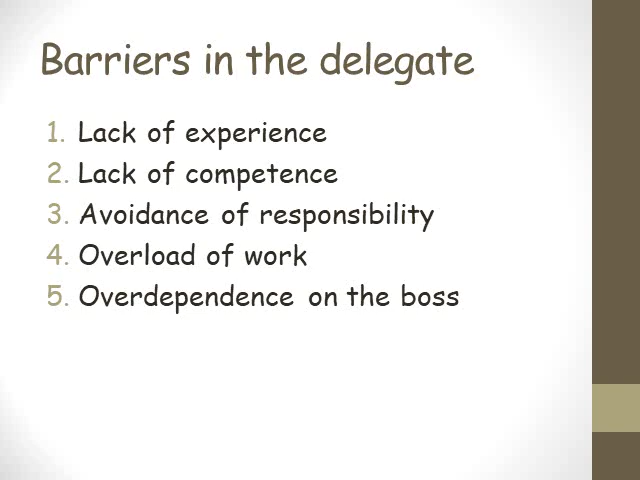 Barriers in the delegate
1. Lack of experience
2. Lack of competence
3. Avoidance of responsibility
4. Overload of work
5. Overdependence on the boss